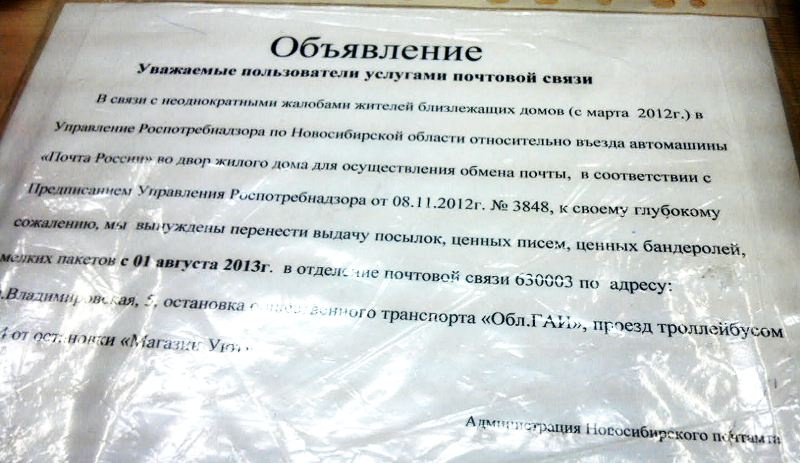 Объявление
Уважаемые пользователи услугами почтовой связи
В связи с неоднократными жалобами жителей близлежащих домов (с марта 2012г.) в
Управление Роспотребнадзора по Новосибирской области относительно въезда автомашины
«Почта России» во двор жилого дома для осуществления обмена почты, в соответствии с
Предписанием Управления Роспотребнадзора от 08.11.2012г. № 3848, к своему глубокому
сожалению, мы вынуждены перенести выдачу посылок, ценных писем, ценных бандеролей,
мелких пакетов с 01 августа 2013г. в отделение почтовой связи 630003 по адресу:
.Владимировская, 5, остановка общественного транспорта «Обл.ГАИ», проезд троллейбусом
от остановки «Магазин Уют».
Администрация Новосибирского почтамта